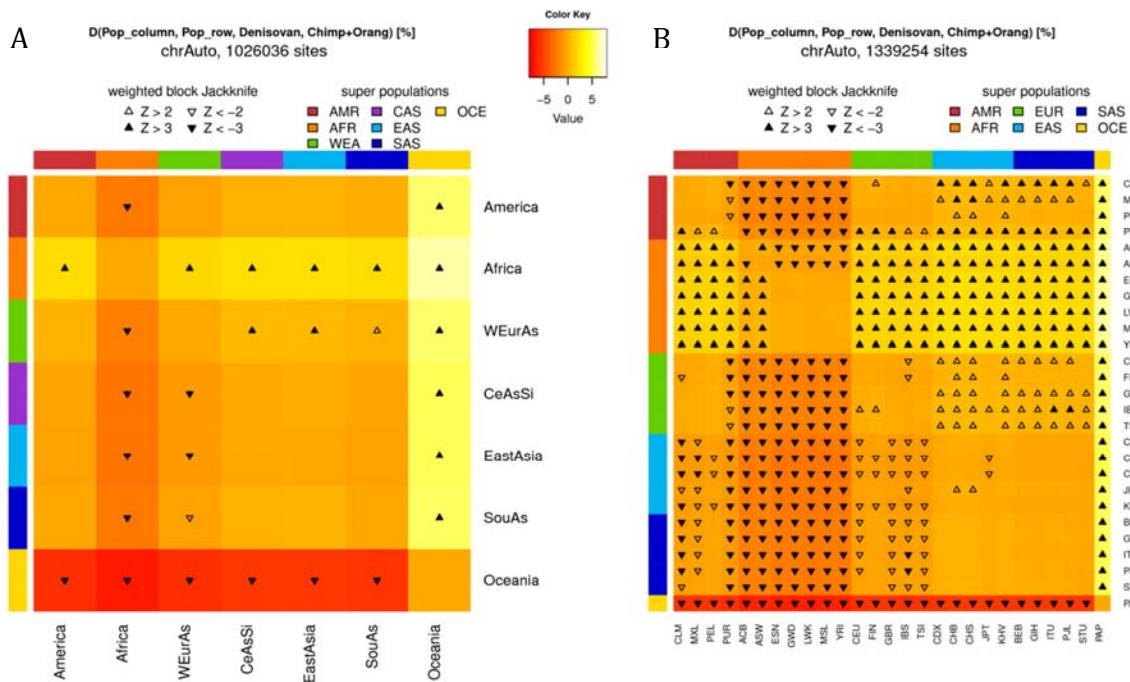 A
D(Pop_column, Pop_row, Denisovan, Chimp+Orang) [%]
chrAuto, 1026036 sites
weighted block Jackknife
△ Z > 2 ▽ Z < -2
▲ Z > 3 ▼ Z < -3
super populations
AMR CAS OCE
AFR EAS
WEA SAS
America
Africa
WEurAs
CeAsSi
EastAsia
SouAs
Oceania
America
Africa
WEurAs
CeAsSi
EastAsia
SouAs
Oceania
Color Key
-5 0 5
Value
B
D(Pop_column, Pop_row, Denisovan, Chimp+Orang) [%]
chrAuto, 1339254 sites
weighted block Jackknife
△ Z > 2 ▽ Z < -2
▲ Z > 3 ▼ Z < -3
super populations
AMR EUR SAS
AFR EAS OCE
CLM
MXL
PEL
PUR
ACB
ASW
ESN
GWD
LWK
MSL
YRI
CEU
FIN
GBR
IBS
TSI
CDX
CHB
CHS
JPT
KHV
BEB
GIH
ITU
PJL
STU
PAP